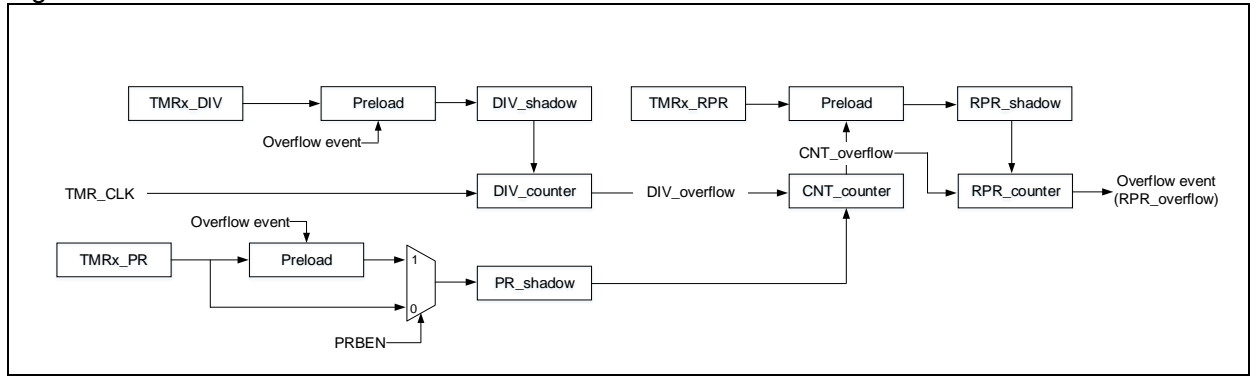 TMRx_DIV
Preload
DIV_shadow
TMRx_RPR
Preload
RPR_shadow
Overflow event
CNT_overflow
TMR_CLK
DIV_counter
DIV_overflow
CNT_counter
RPR_counter
Overflow event
(RPR_overflow)
Overflow event
TMRx_PR
Preload
1
PR_shadow
0
PRBEN